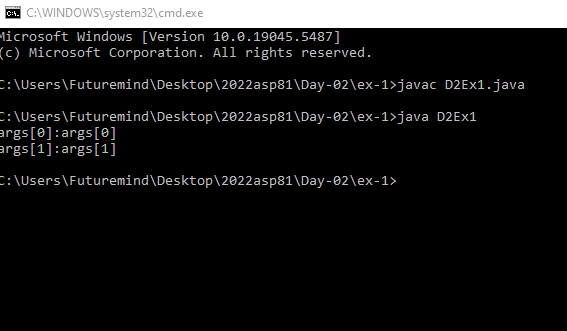 C:\WINDOWS\system32\cmd.exe
Microsoft Windows [Version 10.0.19045.5487]
(c) Microsoft Corporation. All rights reserved.
C:\Users\Futuremind\Desktop\2022asp81\Day-02\ex-1>javac D2Ex1.java
C:\Users\Futuremind\Desktop\2022asp81\Day-02\ex-1>java D2Ex1
args[0]:args[0]
args[1]:args[1]
C:\Users\Futuremind\Desktop\2022asp81\Day-02\ex-1>